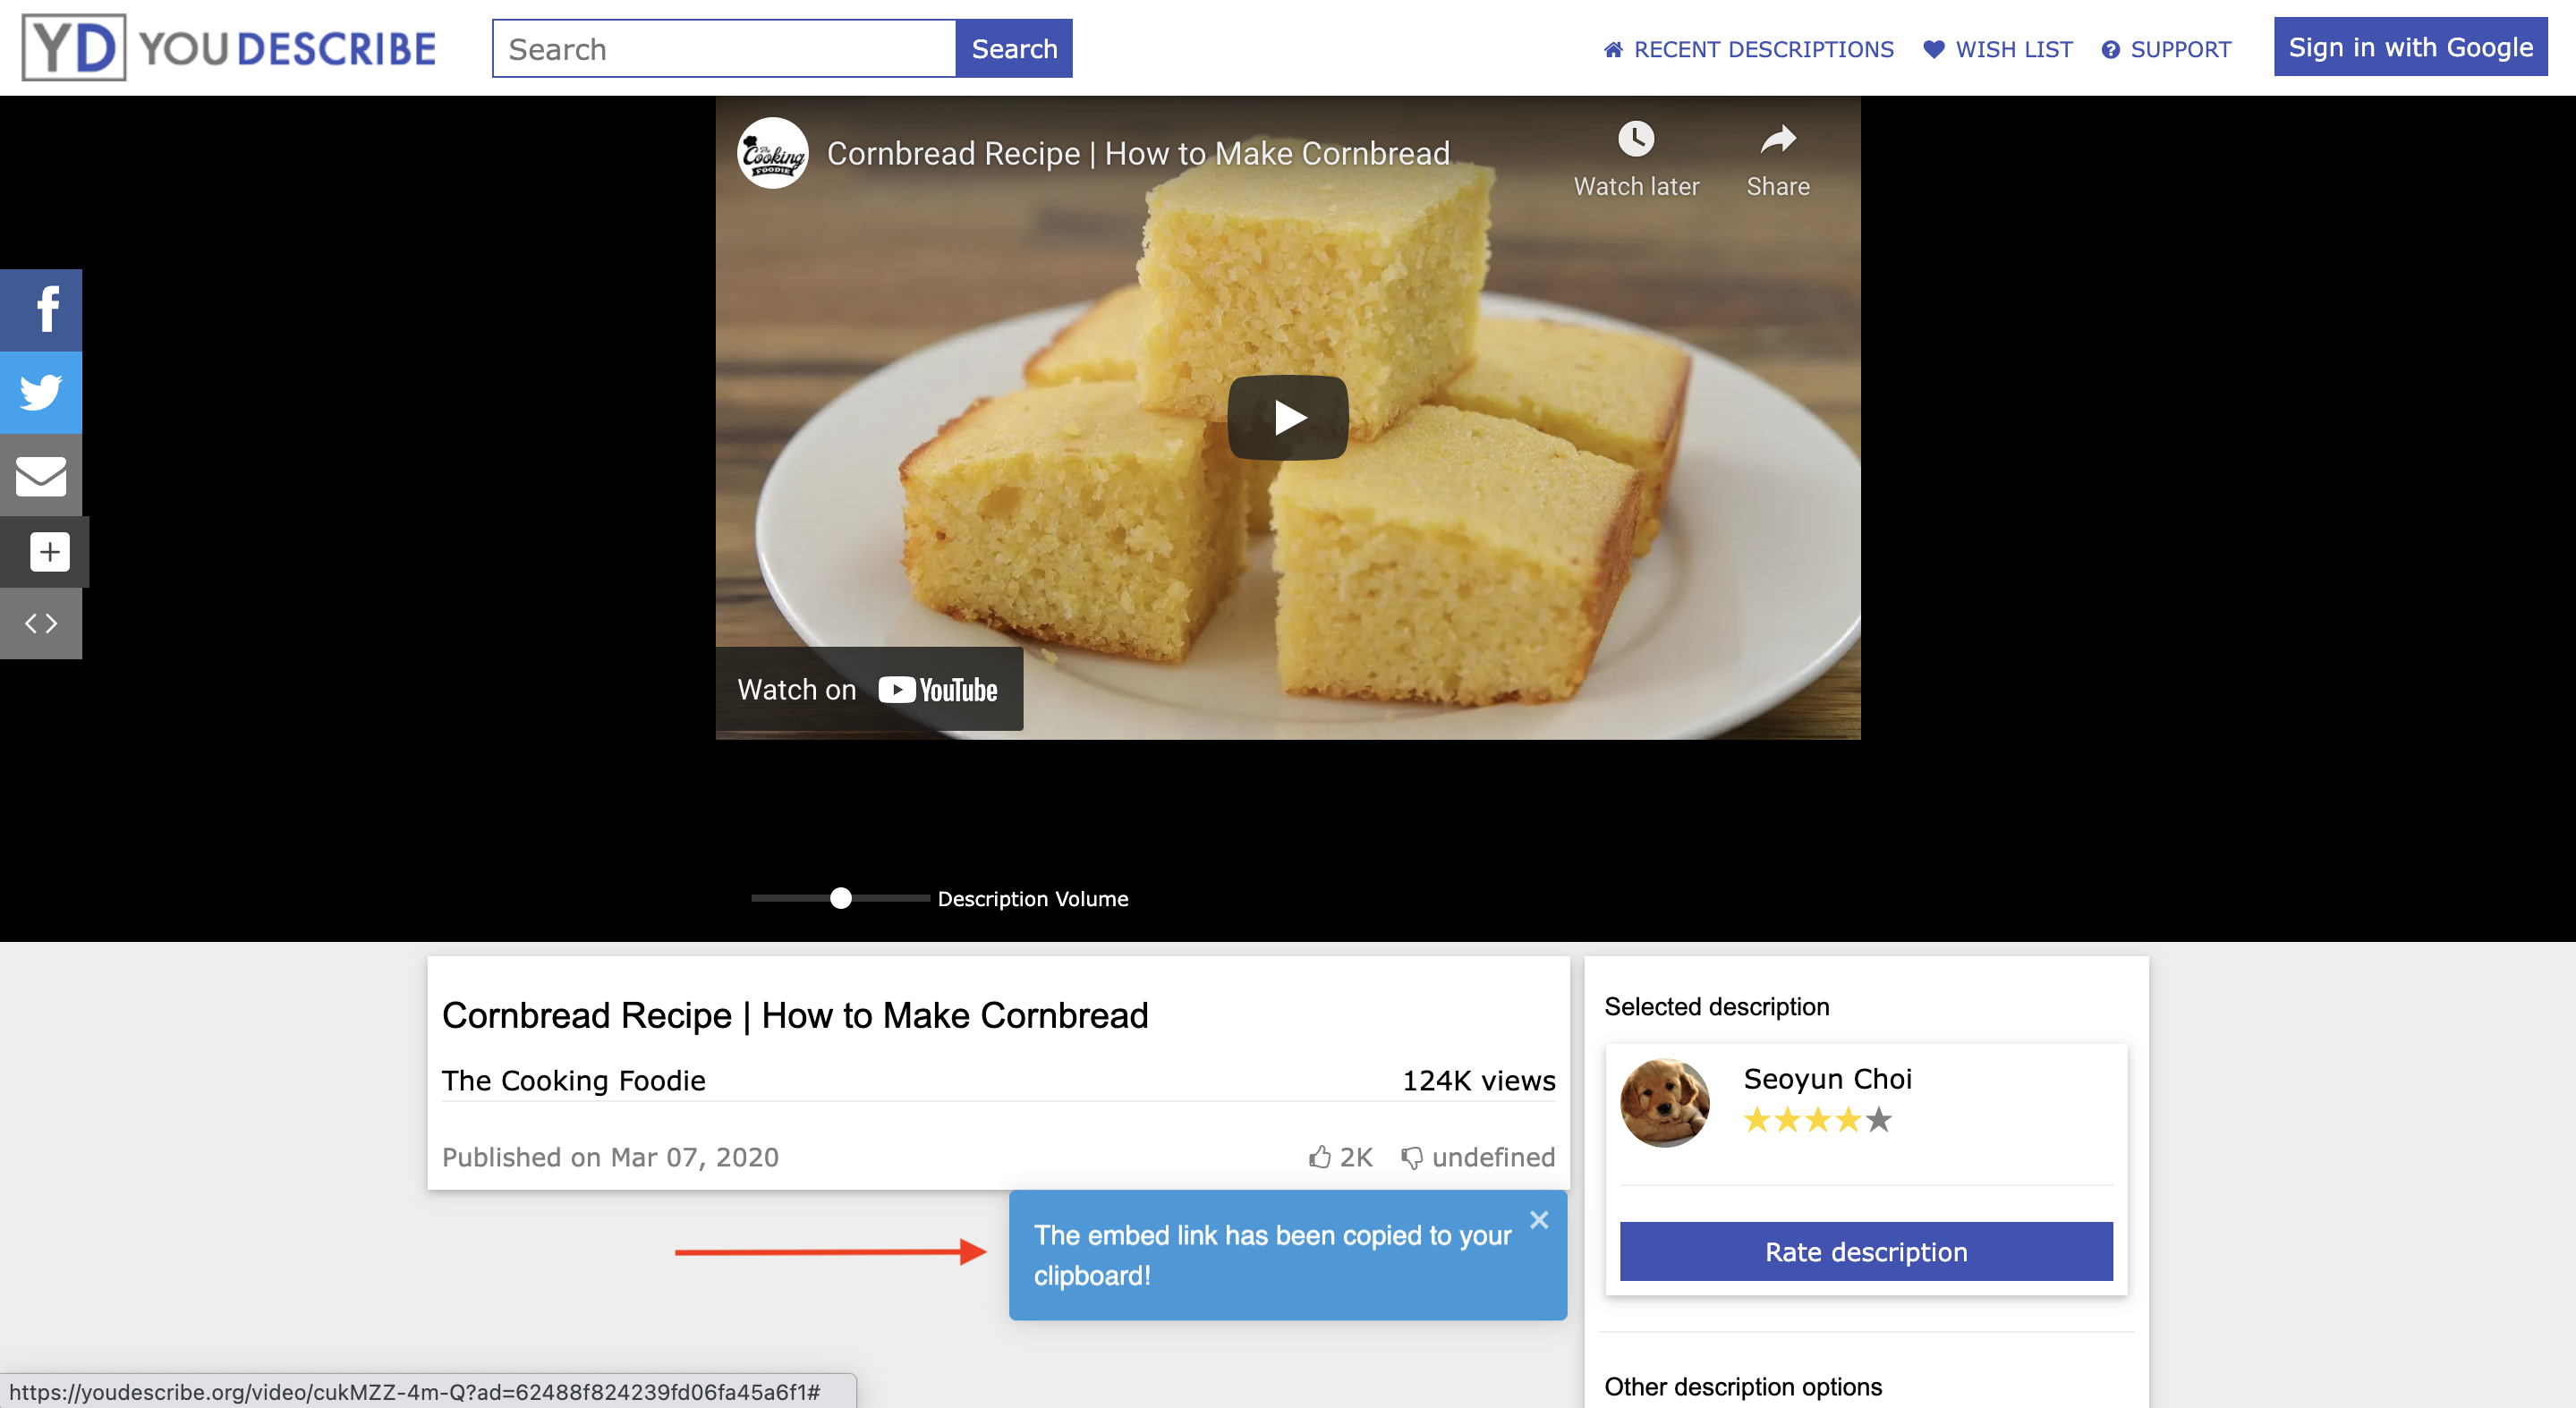 YD YOUDESCRIBE
Search
Search
RECENT DESCRIPTIONS
WISH LIST
SUPPORT
Sign in with Google
The Cooking FOODIE
Cornbread Recipe | How to Make Cornbread
Watch later
Share
Watch on YouTube
Description Volume
Cornbread Recipe | How to Make Cornbread
The Cooking Foodie
124K views
Published on Mar 07, 2020
2K
undefined
The embed link has been copied to your
clipboard!
Selected description
Seoyun Choi
Rate description
Other description options
https://youdescribe.org/video/cukMZZ-4m-Q?ad=62488f824239fd06fa45a6f1#